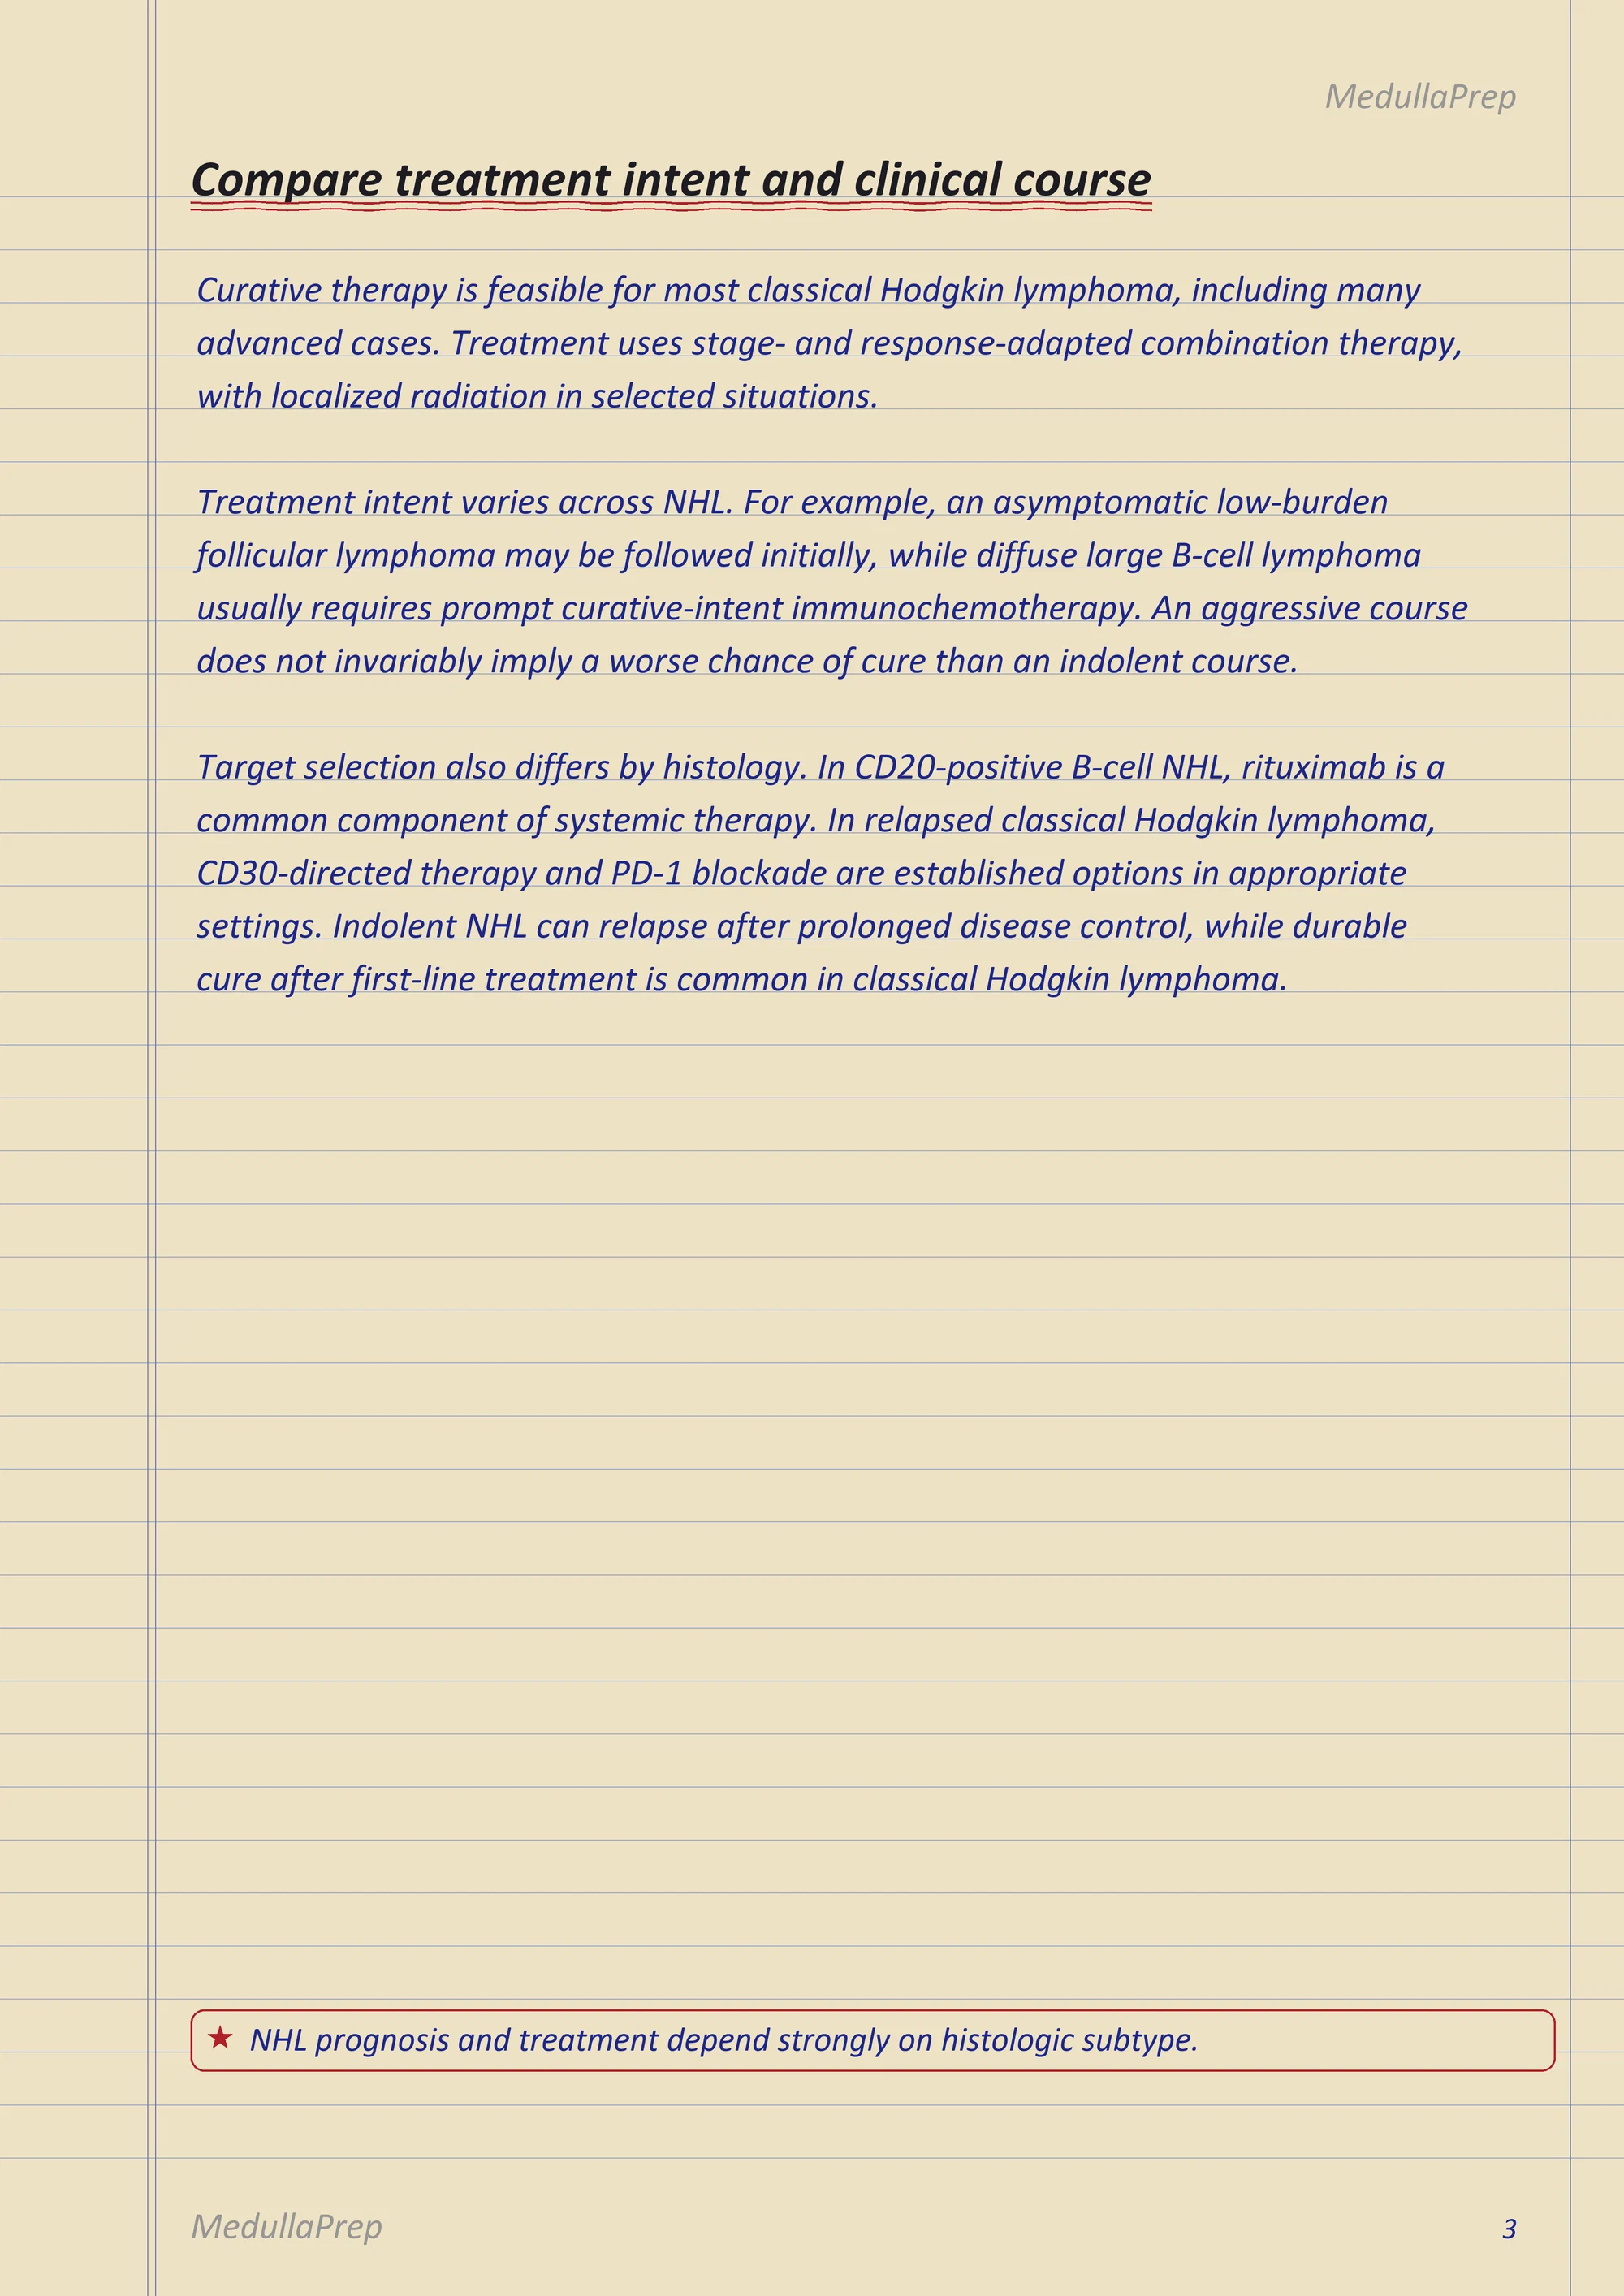 MedullaPrep
Compare treatment intent and clinical course
Curative therapy is feasible for most classical Hodgkin lymphoma, including many
advanced cases. Treatment uses stage- and response-adapted combination therapy,
with localized radiation in selected situations.
Treatment intent varies across NHL. For example, an asymptomatic low-burden
follicular lymphoma may be followed initially, while diffuse large B-cell lymphoma
usually requires prompt curative-intent immunochemotherapy. An aggressive course
does not invariably imply a worse chance of cure than an indolent course.
Target selection also differs by histology. In CD20-positive B-cell NHL, rituximab is a
common component of systemic therapy. In relapsed classical Hodgkin lymphoma,
CD30-directed therapy and PD-1 blockade are established options in appropriate
settings. Indolent NHL can relapse after prolonged disease control, while durable
cure after first-line treatment is common in classical Hodgkin lymphoma.
★ NHL prognosis and treatment depend strongly on histologic subtype.
MedullaPrep
3